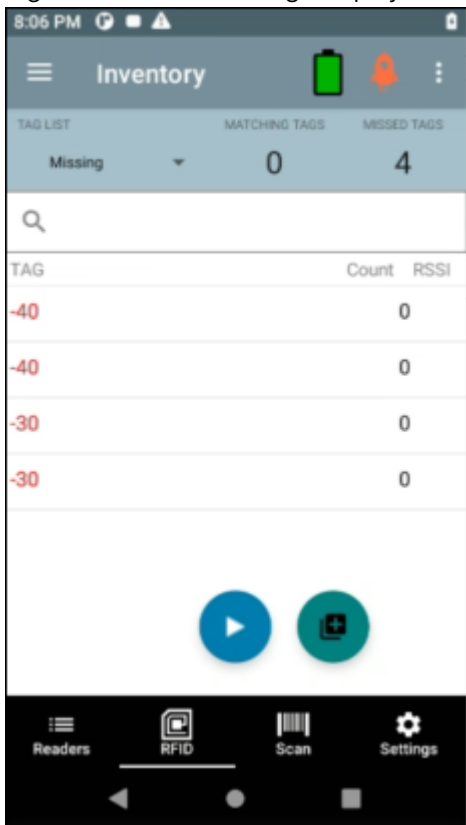 8:06 PM
Inventory
TAG LIST MATCHING TAGS MISSED TAGS
Missing 0 4
TAG Count RSSI
-40 0
-40 0
-30 0
-30 0
Readers RFID Scan Settings